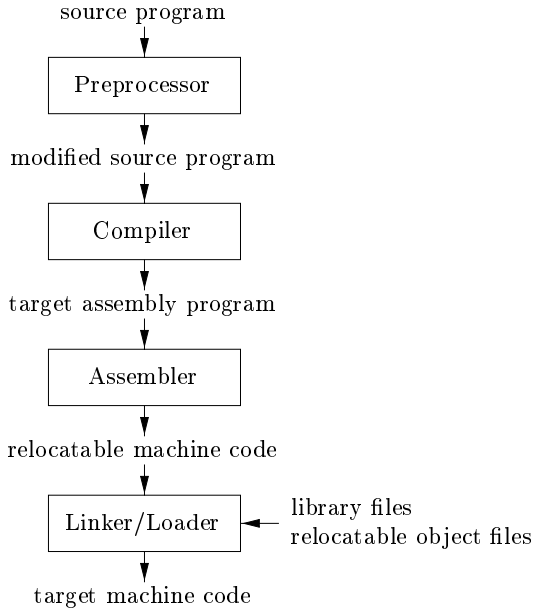 source program
Preprocessor
modified source program
Compiler
target assembly program
Assembler
relocatable machine code
Linker/Loader
library files
relocatable object files
target machine code